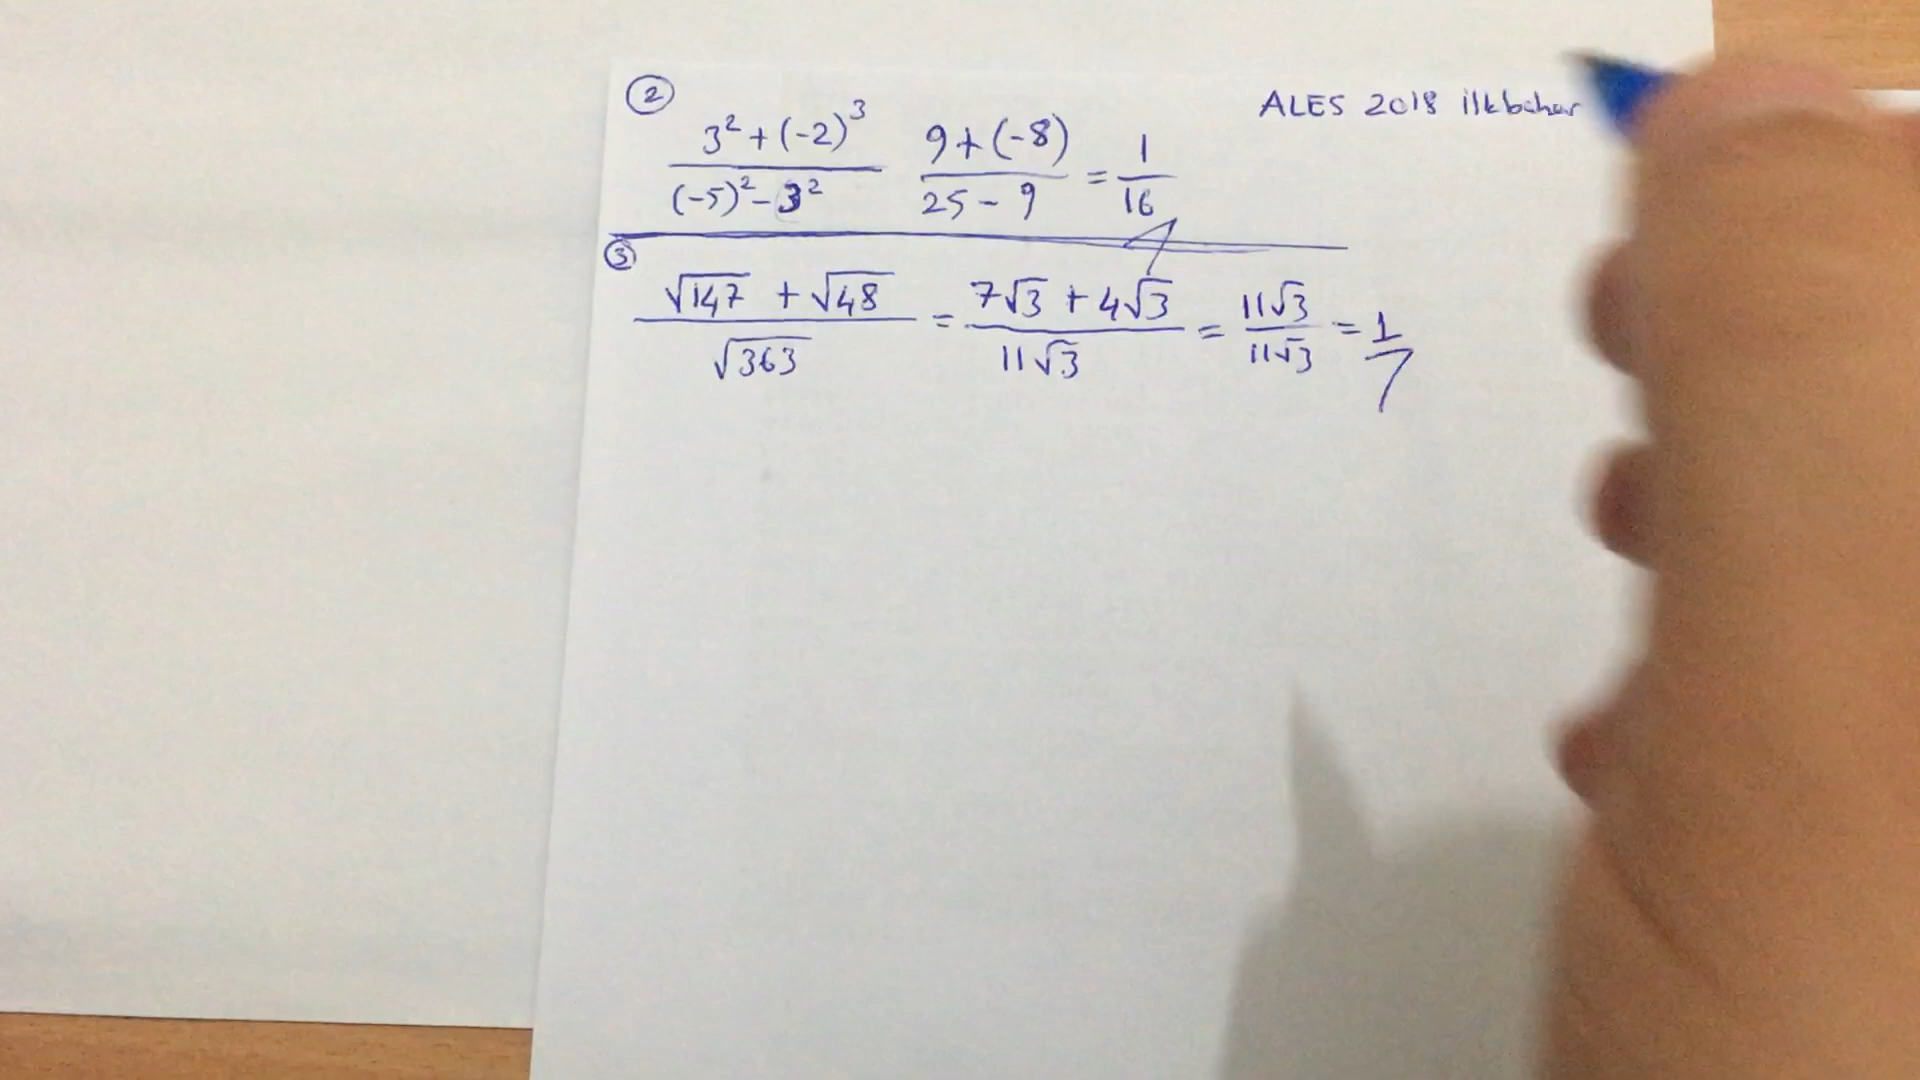 ② ALES 2018 ilkbahar
3² + (-2)³ / (-5)² - 3²   9 + (-8) / 25 - 9 = 1/16
③
√147 + √48 / √363 = 7√3 + 4√3 / 11√3 = 11√3 / 11√3 = 1